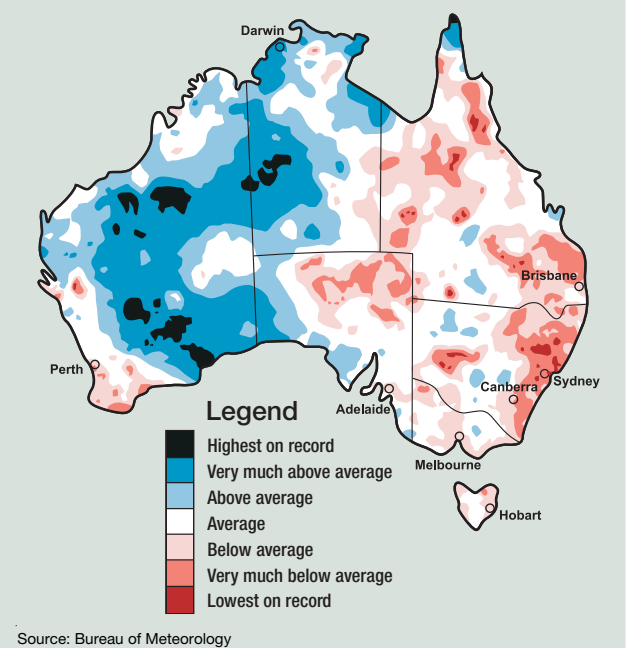 Darwin
Brisbane
Perth
Sydney
Canberra
Adelaide
Melbourne
Hobart
Legend
Highest on record
Very much above average
Above average
Average
Below average
Very much below average
Lowest on record
Source: Bureau of Meteorology